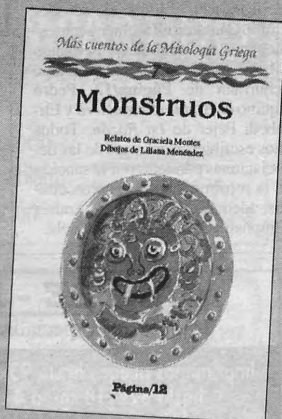 Más cuentos de la Mitología Griega
Monstruos
Relatos de Graciela Montes
Dibujos de Liliana Menéndez
Página/12